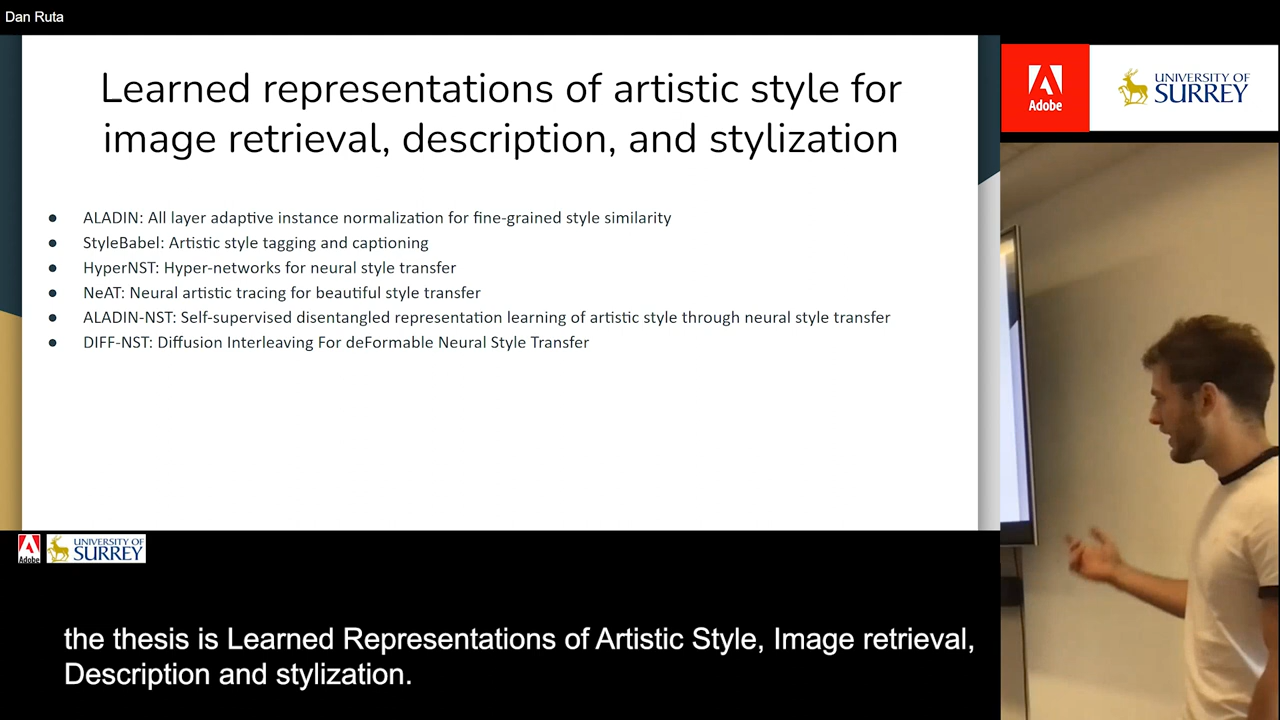 Dan Ruta
Learned representations of artistic style for
image retrieval, description, and stylization
● ALADIN: All layer adaptive instance normalization for fine-grained style similarity
● StyleBabel: Artistic style tagging and captioning
● HyperNST: Hyper-networks for neural style transfer
● NeAT: Neural artistic tracing for beautiful style transfer
● ALADIN-NST: Self-supervised disentangled representation learning of artistic style through neural style transfer
● DIFF-NST: Diffusion Interleaving For deFormable Neural Style Transfer
Adobe
UNIVERSITY OF
SURREY
Adobe
UNIVERSITY OF
SURREY
the thesis is Learned Representations of Artistic Style, Image retrieval,
Description and stylization.